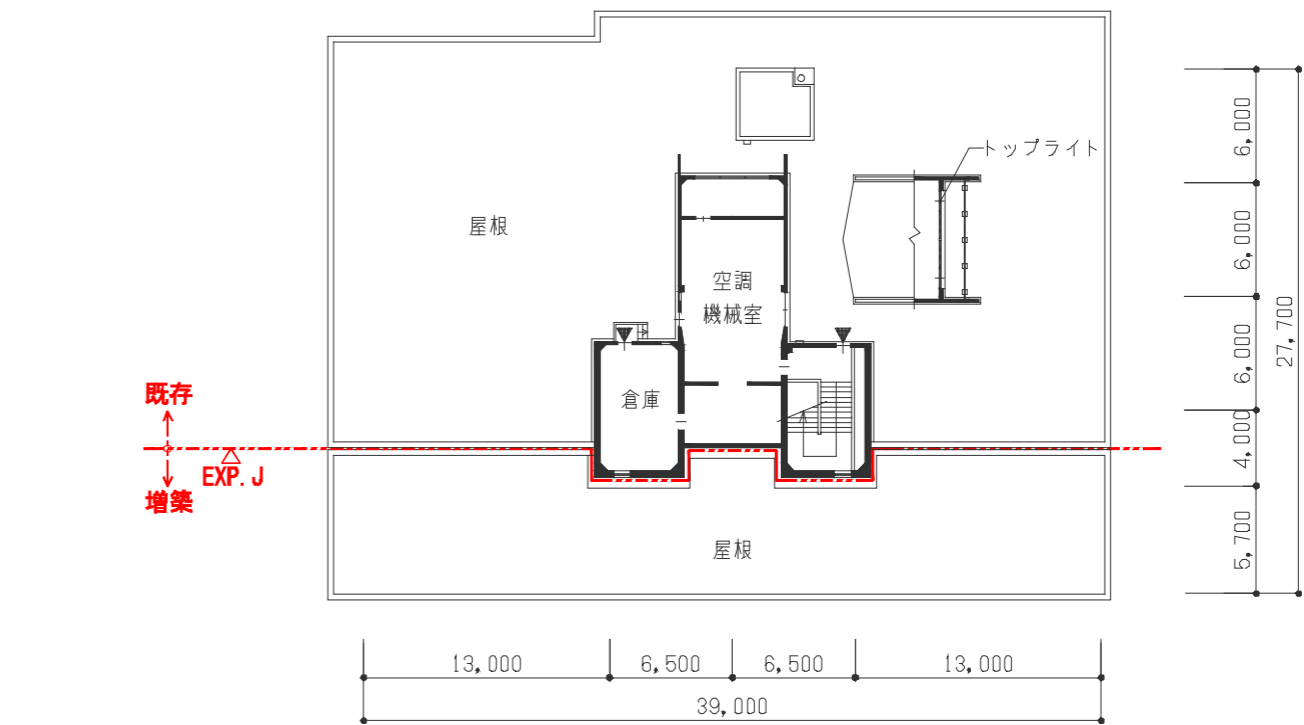 トップライト
屋根
空調
機械室
倉庫
既存
EXP. J
増築
屋根
6,000
6,000
6,000
4,000
5,700
27,700
13,000
6,500
6,500
13,000
39,000